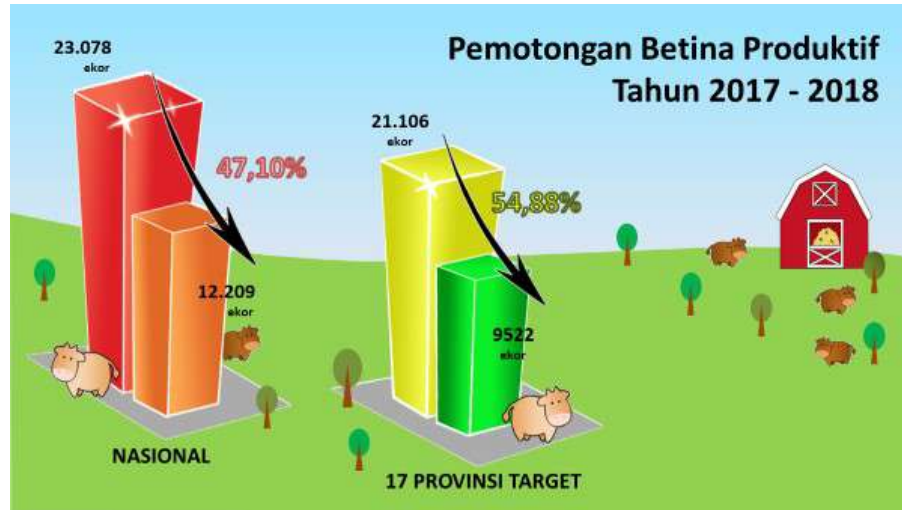 Pemotongan Betina Produktif
Tahun 2017 - 2018
23.078
ekor
47,10%
12.209
ekor
NASIONAL
21.106
ekor
54,88%
9522
ekor
17 PROVINSI TARGET